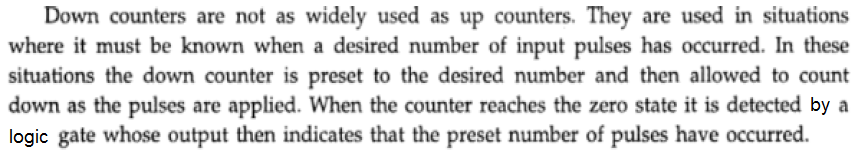 Down counters are not as widely used as up counters. They are used in situations
where it must be known when a desired number of input pulses has occurred. In these
situations the down counter is preset to the desired number and then allowed to count
down as the pulses are applied. When the counter reaches the zero state it is detected by a
logic gate whose output then indicates that the preset number of pulses have occurred.